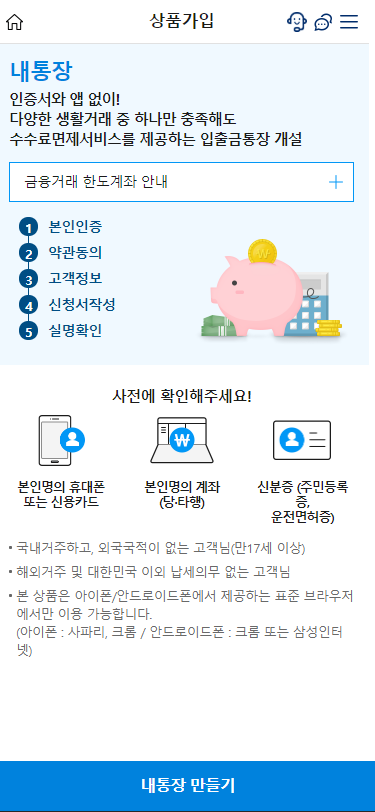 상품가입
내통장
인증서와 앱 없이!
다양한 생활거래 중 하나만 충족해도
수수료면제서비스를 제공하는 입출금통장 개설
금융거래 한도계좌 안내
1 본인인증
2 약관동의
3 고객정보
4 신청서작성
5 실명확인
사전에 확인해주세요!
본인명의 휴대폰
또는 신용카드
본인명의 계좌
(당·타행)
신분증 (주민등록
증,
운전면허증)
• 국내거주하고, 외국국적이 없는 고객님(만17세 이상)
• 해외거주 및 대한민국 이외 납세의무 없는 고객님
• 본 상품은 아이폰/안드로이드폰에서 제공하는 표준 브라우저
에서만 이용 가능합니다.
(아이폰 : 사파리, 크롬 / 안드로이드폰 : 크롬 또는 삼성인터
넷)
내통장 만들기